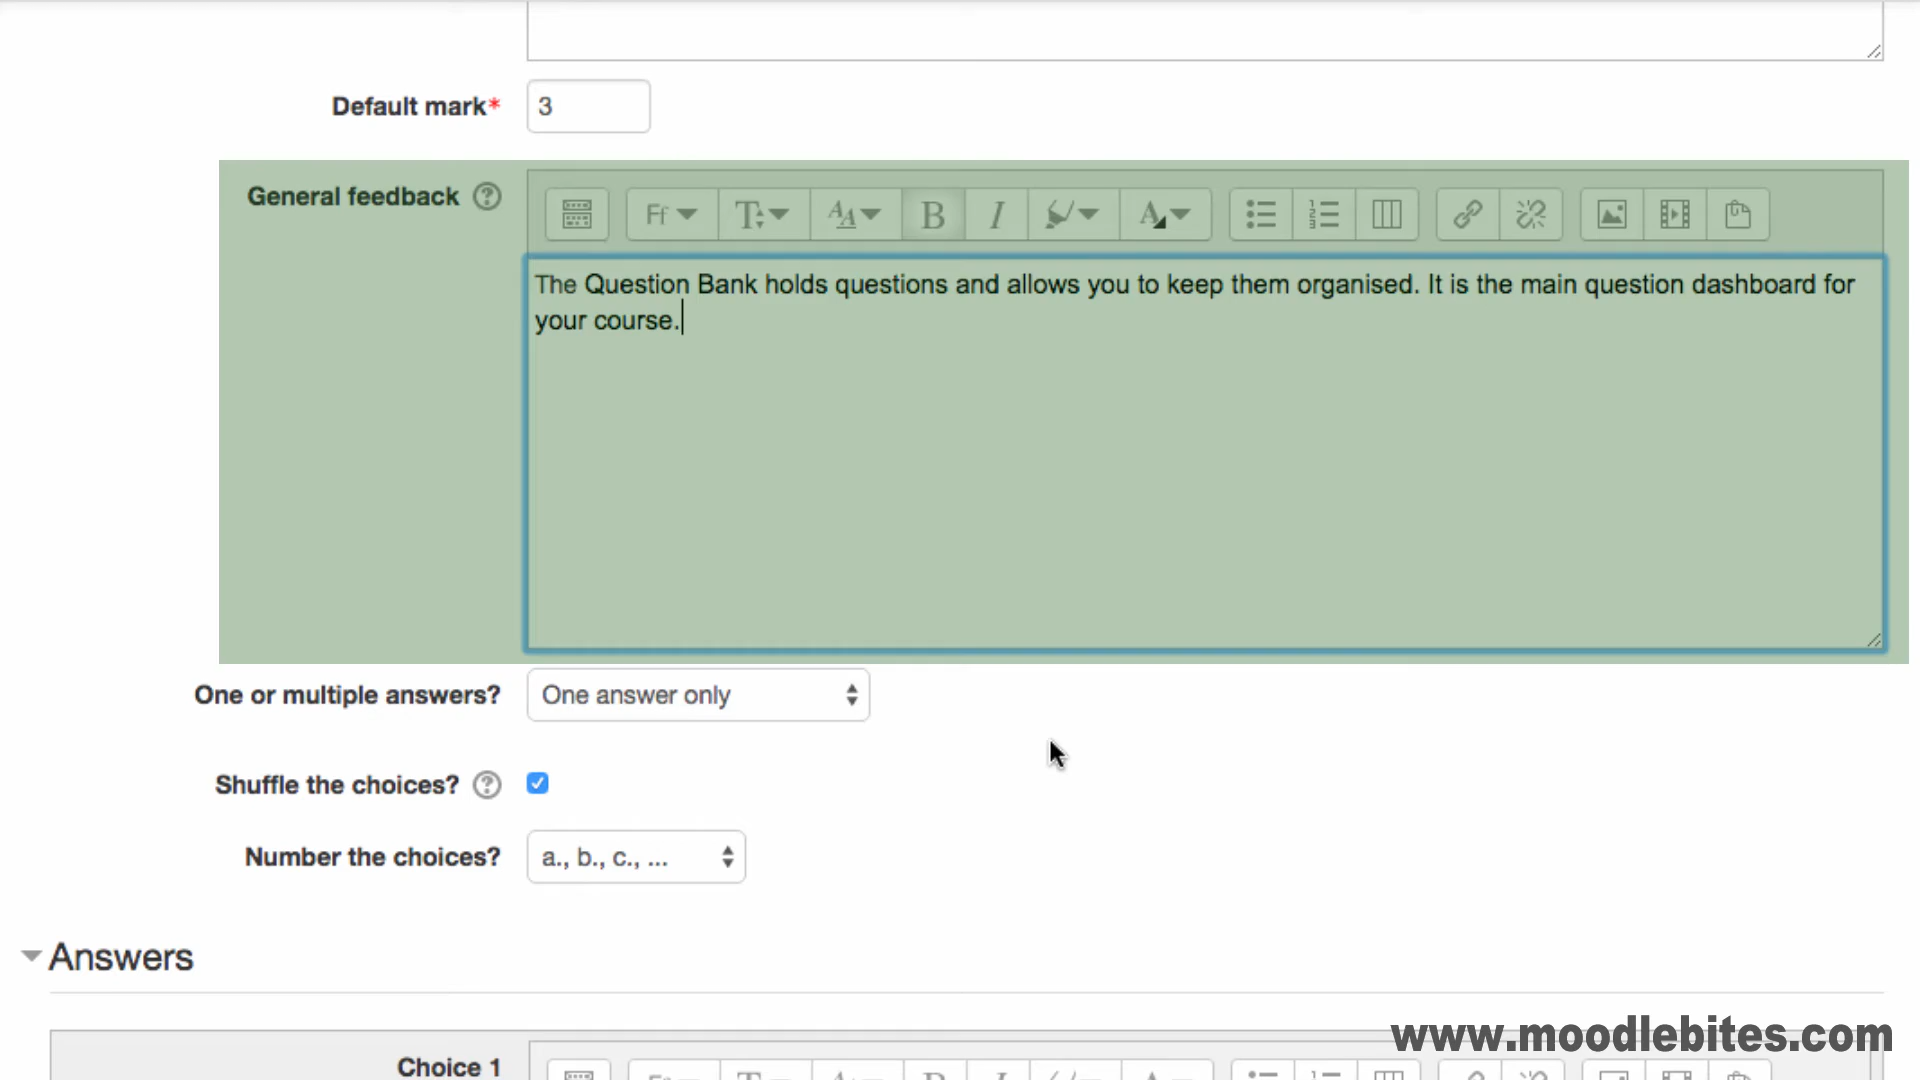 Default mark* 3
General feedback
Ff
The Question Bank holds questions and allows you to keep them organised. It is the main question dashboard for
your course.
One or multiple answers? One answer only
Shuffle the choices?
Number the choices? a., b., c., ...
Answers
www.moodlebites.com
Choice 1